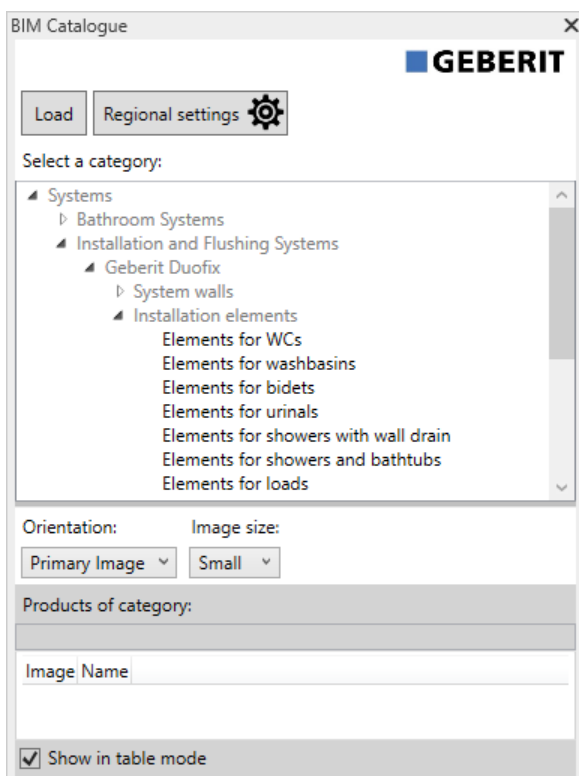 BIM Catalogue
GEBERIT
Load Regional settings
Select a category:
Systems
Bathroom Systems
Installation and Flushing Systems
Geberit Duofix
System walls
Installation elements
Elements for WCs
Elements for washbasins
Elements for bidets
Elements for urinals
Elements for showers with wall drain
Elements for showers and bathtubs
Elements for loads
Orientation: Image size:
Primary Image Small
Products of category:
Image Name
Show in table mode